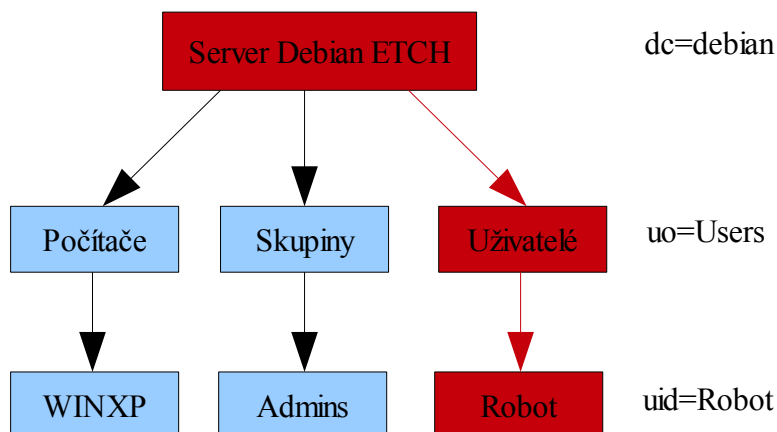 Server Debian ETCH
dc=debian
Počítače
Skupiny
Uživatelé
uo=Users
WINXP
Admins
Robot
uid=Robot